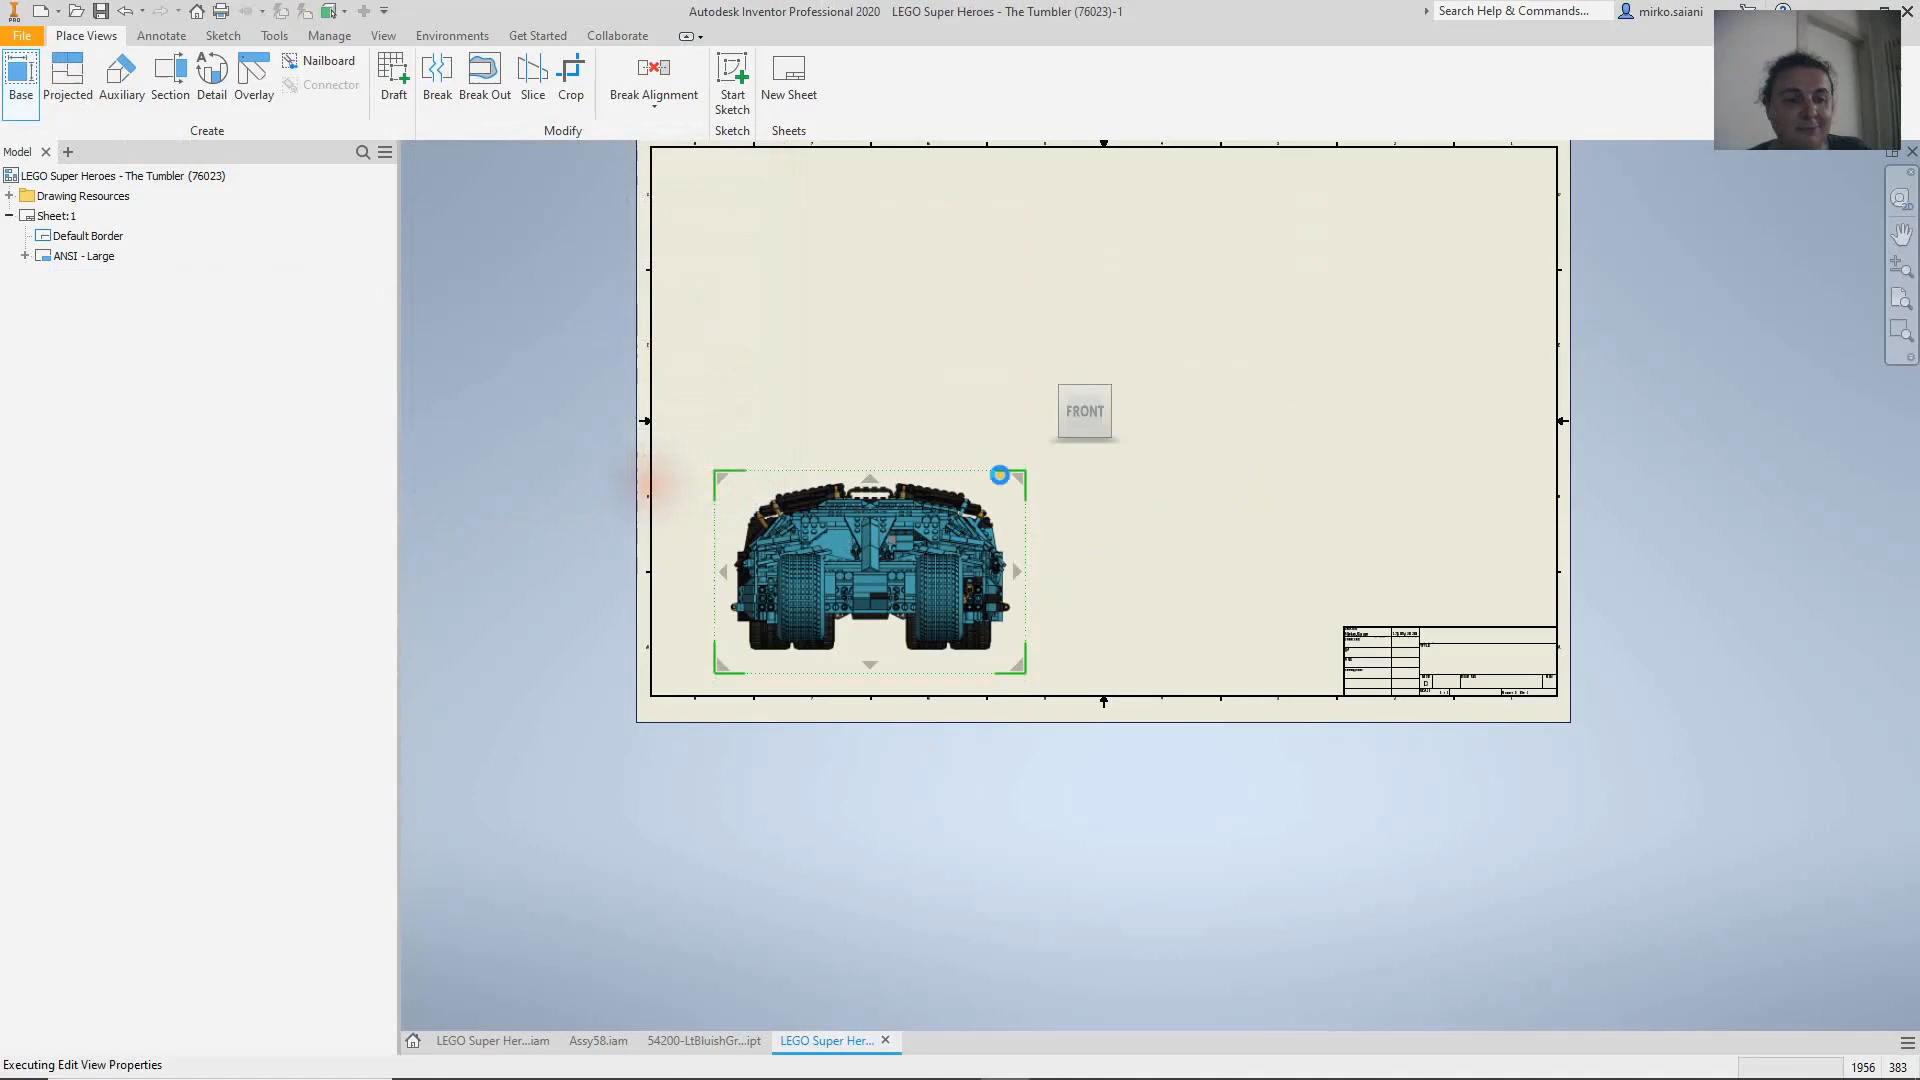 Autodesk Inventor Professional 2020 LEGO Super Heroes - The Tumbler (76023)-1
Search Help & Commands...
mirko.saiani
PRO
File
Place Views
Annotate
Sketch
Tools
Manage
View
Environments
Get Started
Collaborate
Base
Projected
Auxiliary
Section
Detail
Overlay
Nailboard
Connector
Draft
Break
Break Out
Slice
Crop
Break Alignment
Start
Sketch
New Sheet
Create
Modify
Sketch
Sheets
Model
LEGO Super Heroes - The Tumbler (76023)
Drawing Resources
Sheet:1
Default Border
ANSI - Large
2D
FRONT
LEGO Super Her...iam
Assy58.iam
54200-LtBluishGr...ipt
LEGO Super Her...
Executing Edit View Properties
1956
383